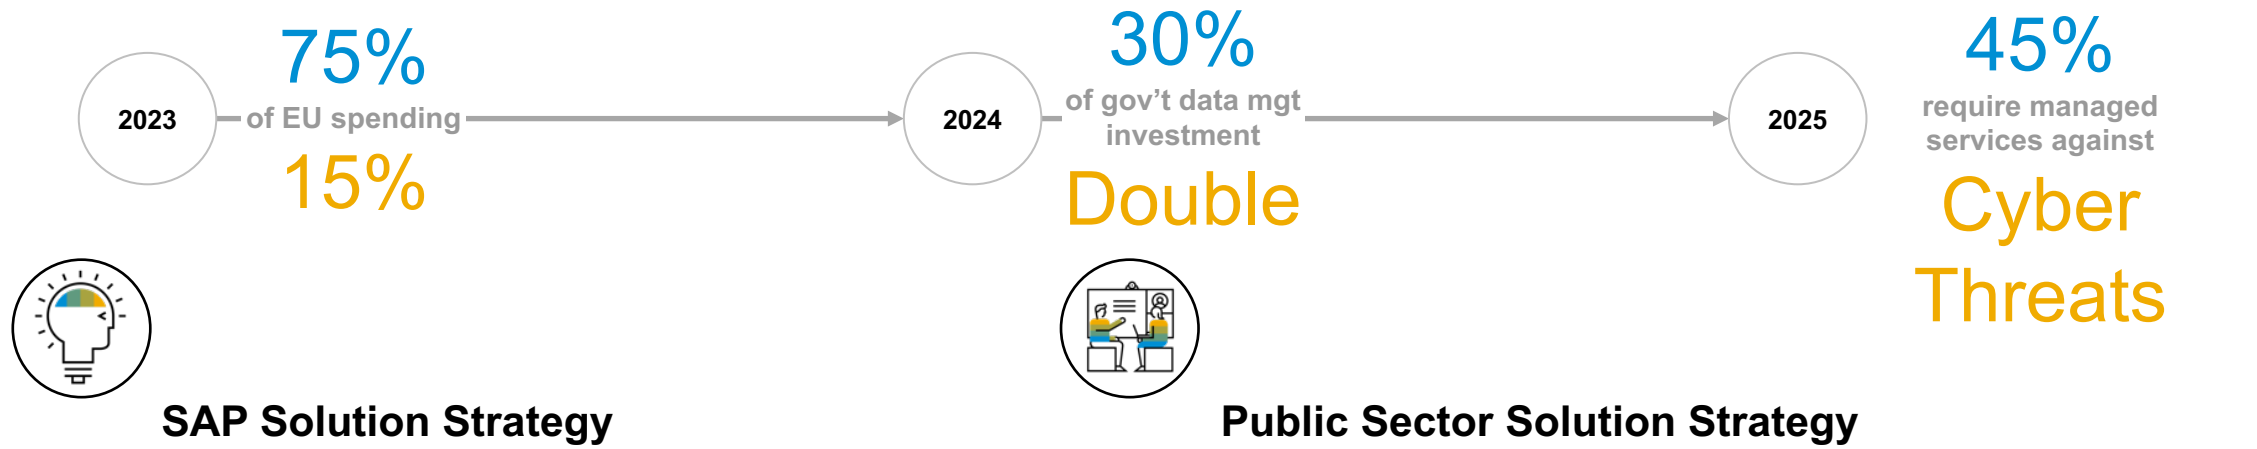 2023
75%
of EU spending
15%
2024
30%
of gov't data mgt
investment
Double
2025
45%
require managed
services against
Cyber
Threats
SAP Solution Strategy
Public Sector Solution Strategy